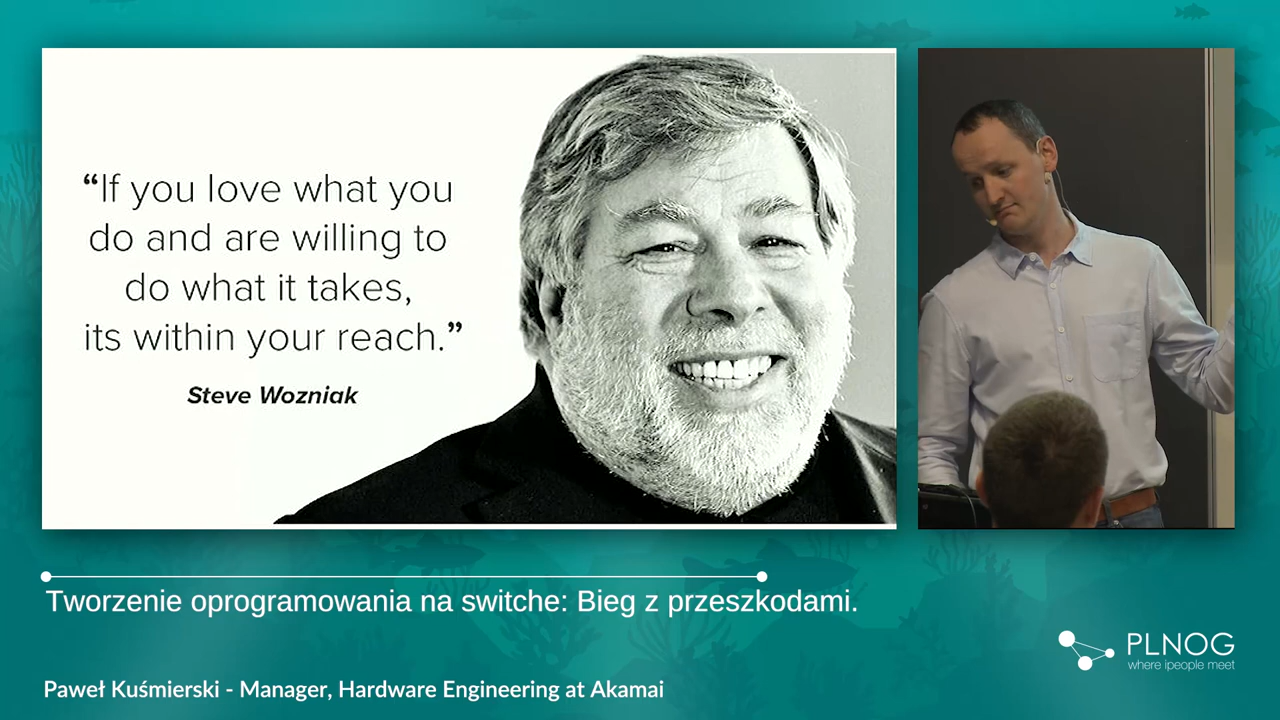 “If you love what you
do and are willing to
do what it takes,
its within your reach.”
Steve Wozniak
Tworzenie oprogramowania na switche: Bieg z przeszkodami.
PLNOG
where ipeople meet
Paweł Kuśmierski - Manager, Hardware Engineering at Akamai